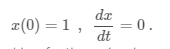 x(0) = 1 , dx/dt = 0 .